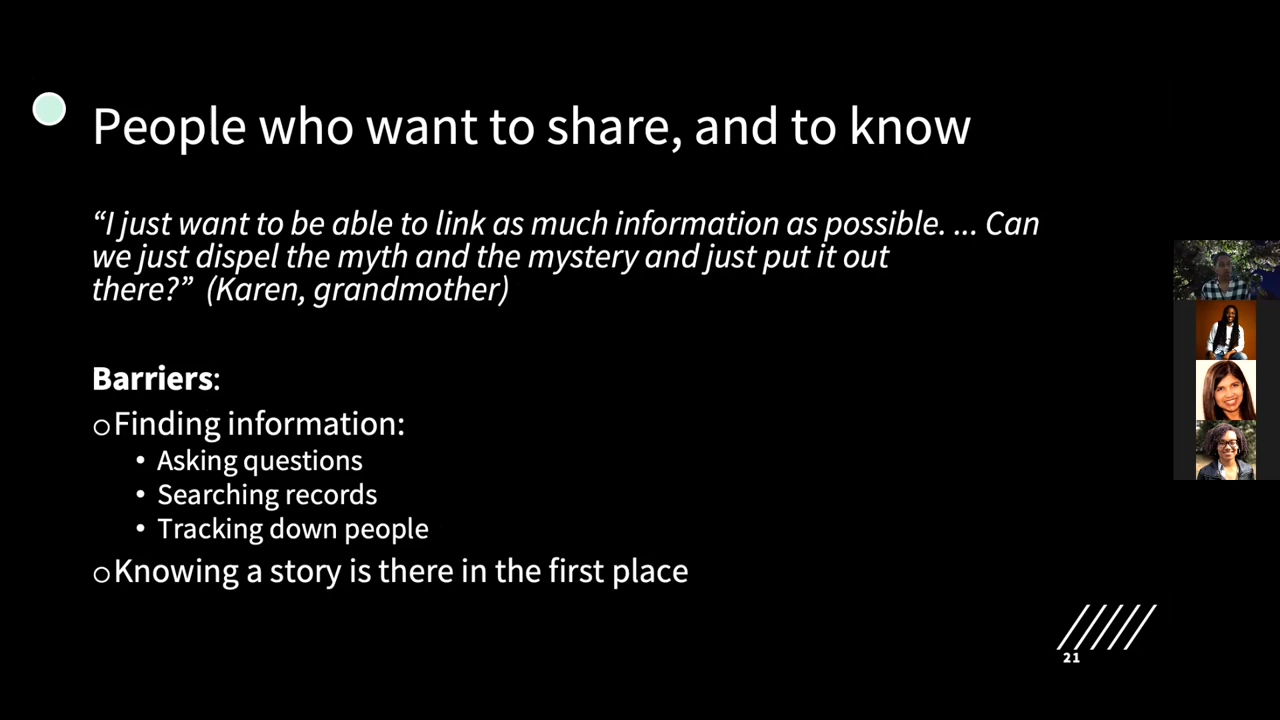 People who want to share, and to know
“I just want to be able to link as much information as possible. ... Can
we just dispel the myth and the mystery and just put it out
there?” (Karen, grandmother)
Barriers:
○Finding information:
• Asking questions
• Searching records
• Tracking down people
○Knowing a story is there in the first place
21